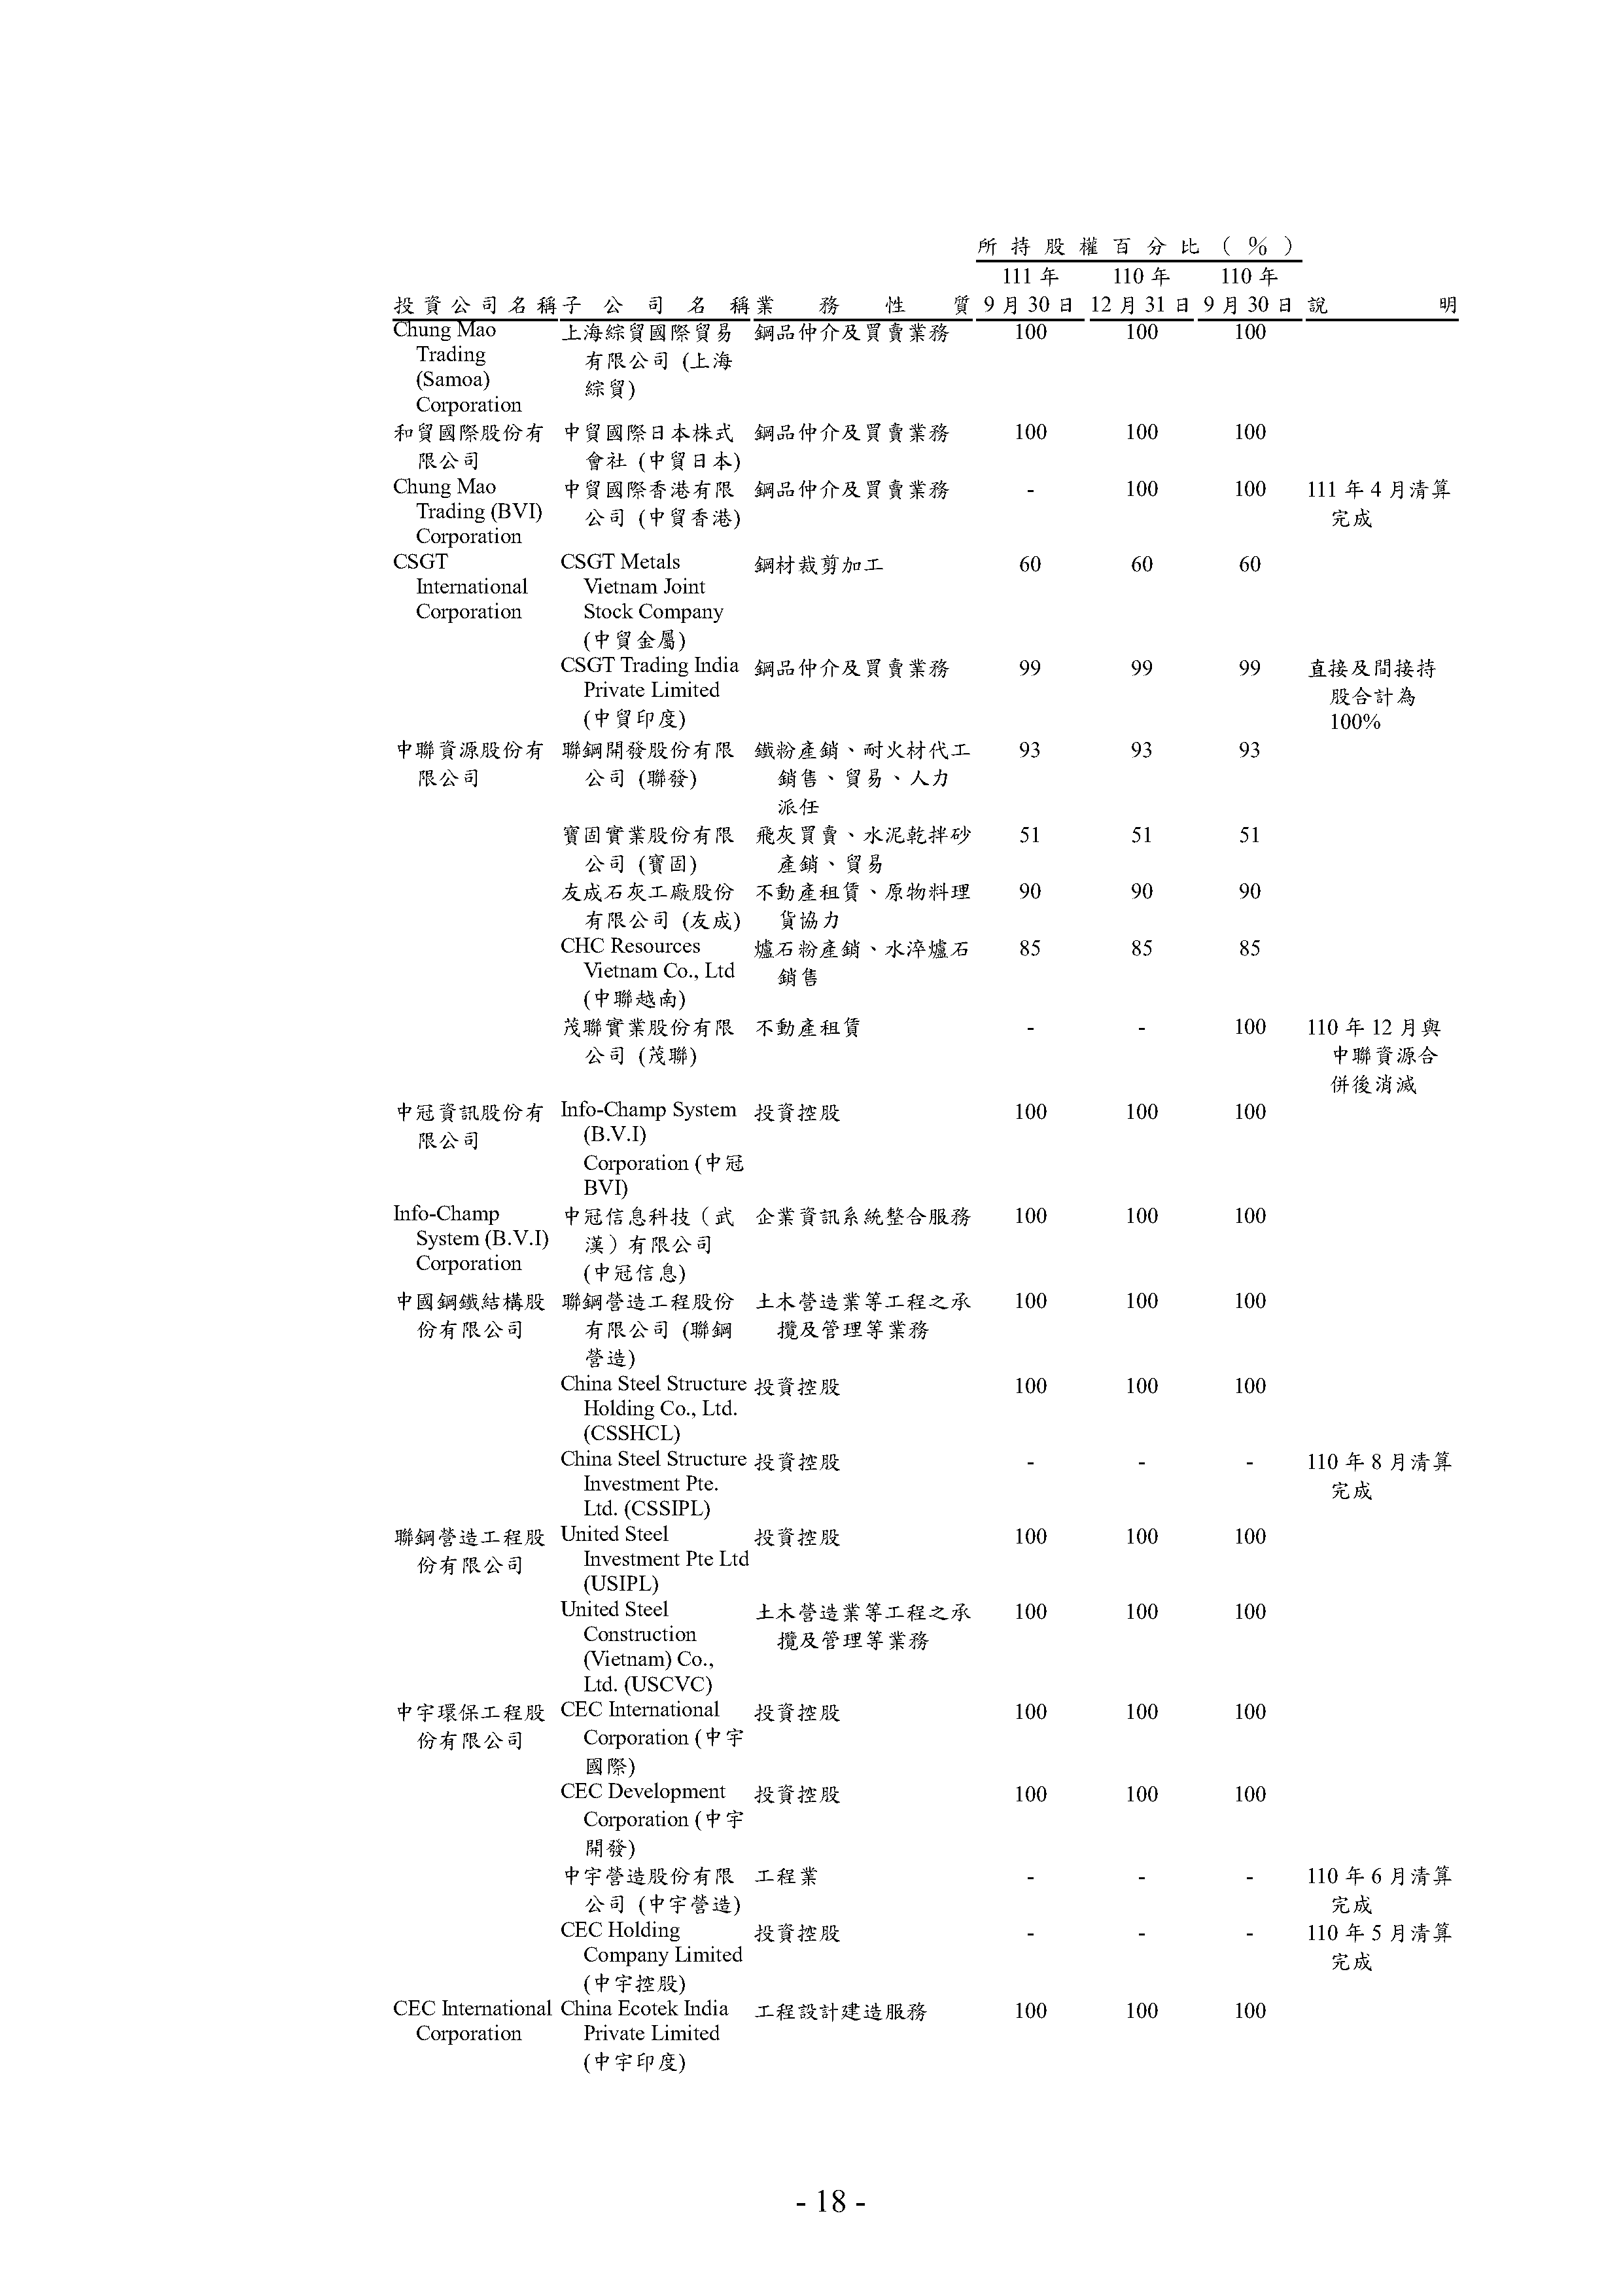 所持股權百分比（％）
111年 110年 110年
投資公司名稱 子公司名稱 業務性質 9月30日 12月31日 9月30日 說明
Chung Mao 上海綜貿國際貿易 鋼品仲介及買賣業務 100 100 100
Trading 有限公司 (上海
(Samoa) 綜貿)
Corporation
和貿國際股份有 中貿國際日本株式 鋼品仲介及買賣業務 100 100 100
限公司 會社 (中貿日本)
Chung Mao 中貿國際香港有限 鋼品仲介及買賣業務 - 100 100 111年4月清算
Trading (BVI) 公司 (中貿香港) 完成
Corporation
CSGT CSGT Metals 鋼材裁剪加工 60 60 60
International Vietnam Joint
Corporation Stock Company
(中貿金屬)
CSGT Trading India 鋼品仲介及買賣業務 99 99 99 直接及間接持
Private Limited 股合計為
(中貿印度) 100%
中聯資源股份有 聯鋼開發股份有限 鐵粉產銷、耐火材代工 93 93 93
限公司 公司 (聯發) 銷售、貿易、人力
派任
寶固實業股份有限 飛灰買賣、水泥乾拌砂 51 51 51
公司 (寶固) 產銷、貿易
友成石灰工廠股份 不動產租賃、原物料理 90 90 90
有限公司 (友成) 貨協力
CHC Resources 爐石粉產銷、水淬爐石 85 85 85
Vietnam Co., Ltd 銷售
(中聯越南)
茂聯實業股份有限 不動產租賃 - - 100 110年12月與
公司 (茂聯) 中聯資源合
併後消滅
中冠資訊股份有 Info-Champ System 投資控股 100 100 100
限公司 (B.V.I)
Corporation (中冠
BVI)
Info-Champ 中冠信息科技（武 企業資訊系統整合服務 100 100 100
System (B.V.I) 漢）有限公司
Corporation (中冠信息)
中國鋼鐵結構股 聯鋼營造工程股份 土木營造業等工程之承 100 100 100
份有限公司 有限公司 (聯鋼 攬及管理等業務
營造)
China Steel Structure 投資控股 100 100 100
Holding Co., Ltd.
(CSSHCL)
China Steel Structure 投資控股 - - - 110年8月清算
Investment Pte. 完成
Ltd. (CSSIPL)
聯鋼營造工程股 United Steel 投資控股 100 100 100
份有限公司 Investment Pte Ltd
(USIPL)
United Steel 土木營造業等工程之承 100 100 100
Construction 攬及管理等業務
(Vietnam) Co.,
Ltd. (USCVC)
中宇環保工程股 CEC International 投資控股 100 100 100
份有限公司 Corporation (中宇
國際)
CEC Development 投資控股 100 100 100
Corporation (中宇
開發)
中宇營造股份有限 工程業 - - - 110年6月清算
公司 (中宇營造) 完成
CEC Holding 投資控股 - - - 110年5月清算
Company Limited 完成
(中宇控股)
CEC International China Ecotek India 工程設計建造服務 100 100 100
Corporation Private Limited
(中宇印度)
- 18 -